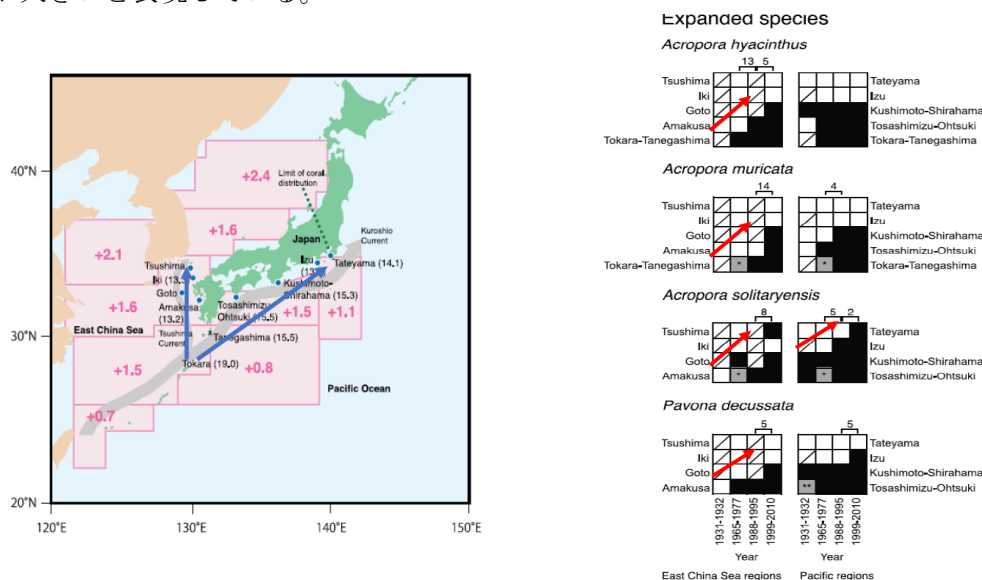 を表現している。
40°N
30°N
20°N
120°E
130°E
140°E
150°E
+2.4
Limit of coral
distribution
+1.6
Kuroshio
Current
+2.1
Japan
Tsushima
Izu
Tateyama (14.1)
Iki
Kushimoto-
Shirahama (15.3)
Goto
+1.6
Amakusa
(13.2)
Tosashimizu
Ohtsuki (15.5)
+1.5
+1.1
East China Sea
Tsushima
Current
*Tanegashima (15.5)
Tokara (19.0)
+1.5
+0.8
Pacific Ocean
+0.7
Expanded species
Acropora hyacinthus
13 5
Tsushima
Iki
Goto
Amakusa
Tokara-Tanegashima
Tateyama
Izu
Kushimoto-Shirahama
Tosashimizu-Ohtsuki
Tokara-Tanegashima
Acropora muricata
14
4
Tsushima
Iki
Goto
Amakusa
Tokara-Tanegashima
*
*
Tateyama
Izu
Kushimoto-Shirahama
Tosashimizu-Ohtsuki
Tokara-Tanegashima
Acropora solitaryensis
8
5 2
Tsushima
Iki
Goto
Amakusa
*
*
Tateyama
Izu
Kushimoto-Shirahama
Tosashimizu-Ohtsuki
Pavona decussata
5
5
Tsushima
Iki
Goto
Amakusa
**
Tateyama
Izu
Kushimoto-Shirahama
Tosashimizu-Ohtsuki
1931-1932
1965-1977
1988-1995
1999-2010
1931-1932
1965-1977
1988-1995
1999-2010
Year
Year
East China Sea regions
Pacific regions